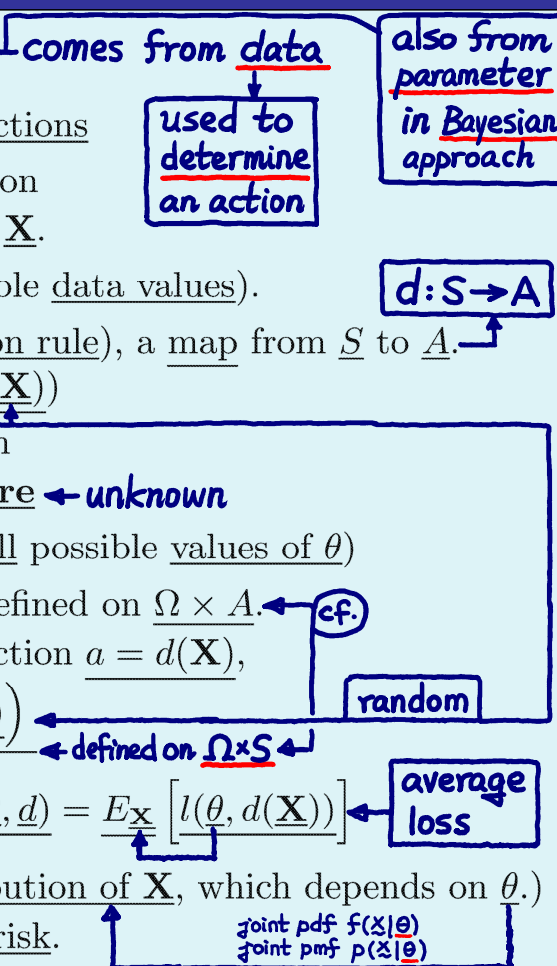 comes from data
also from
parameter
in Bayesian
approach
used to
determine
an action
ctions
on
X.
ble data values).
d:S→A
on rule), a map from S to A.
X))
n
re ← unknown
ll possible values of θ)
efined on Ω × A.
cf.
ction a = d(X),
)
random
defined on Ω×S
, d) = E_X [l(θ, d(X))]
average
loss
bution of X, which depends on θ.)
risk.
joint pdf f(x|θ)
joint pmf p(x|θ)